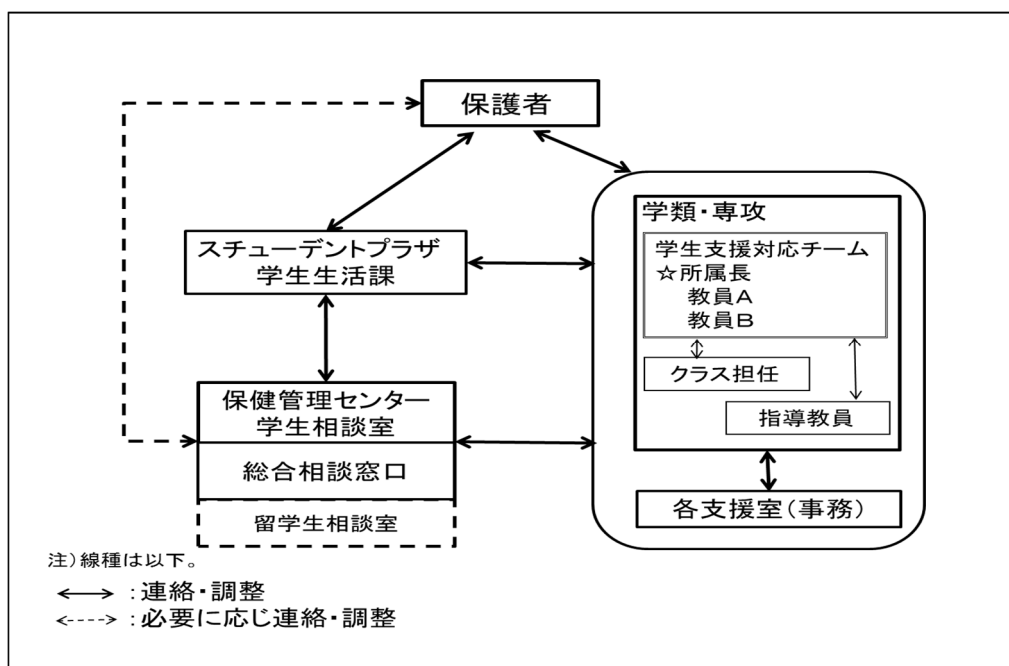 保護者
学類・専攻
学生支援対応チーム
☆所属長
教員A
教員B
クラス担任
指導教員
各支援室(事務)
スチューデントプラザ
学生生活課
保健管理センター
学生相談室
総合相談窓口
留学生相談室
注)線種は以下。
:連絡・調整
:必要に応じ連絡・調整